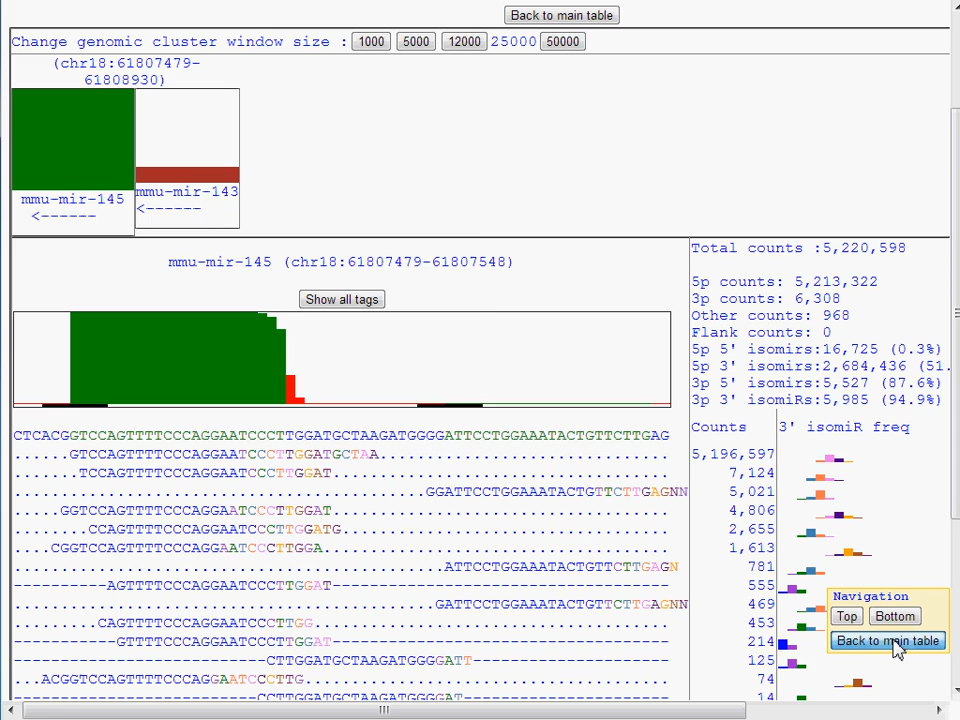 Back to main table
Change genomic cluster window size : 1000 5000 12000 25000 50000
(chr18:61807479-
61808930)
mmu-mir-145
<------
mmu-mir-143
<------
mmu-mir-145 (chr18:61807479-61807548)
Show all tags
Total counts :5,220,598
5p counts: 5,213,322
3p counts: 6,308
Other counts: 968
Flank counts: 0
5p 5' isomirs:16,725 (0.3%)
5p 3' isomirs:2,684,436 (51.
3p 5' isomirs:5,527 (87.6%)
3p 3' isomiRs:5,985 (94.9%)
Counts 3' isomiR freq
CTCACGGTCCAGTTTTCCCAGGAATCCCTTGGATGCTAAGATGGGGATTCCTGGAAATACTGTTCTTGAG
......GTCCAGTTTTCCCAGGAATCCCTTGGATGCTAA............................... 5,196,597
.......TCCAGTTTTCCCAGGAATCCCTTGGAT.................................... 7,124
............................................GGATTCCTGGAAATACTGTTCTTGAGNN 5,021
.....GGTCCAGTTTTCCCAGGAATCCCTTGGAT.................................... 4,806
........CCAGTTTTCCCAGGAATCCCTTGGATG................................... 2,655
....CGGTCCAGTTTTCCCAGGAATCCCTTGGA..................................... 1,613
..............................................ATTCCTGGAAATACTGTTCTTGAGN 781
----------AGTTTTCCCAGGAATCCCTTGGAT------------------------------------ 555
.............................................GATTCCTGGAAATACTGTTCTTGAGNN 469
.........CAGTTTTCCCAGGAATCCCTTGG...................................... 453
-----------GTTTTCCCAGGAATCCCTTGGAT------------------------------------ 214
---------------------------CTTGGATGCTAAGATGGGGATT--------------------- 125
...ACGGTCCAGTTTTCCCAGGAATCCCTTG....................................... 74
--------------------------CCTTGGATGCTAAGATGGGGAT---------------------- 14
Navigation
Top Bottom
Back to main table